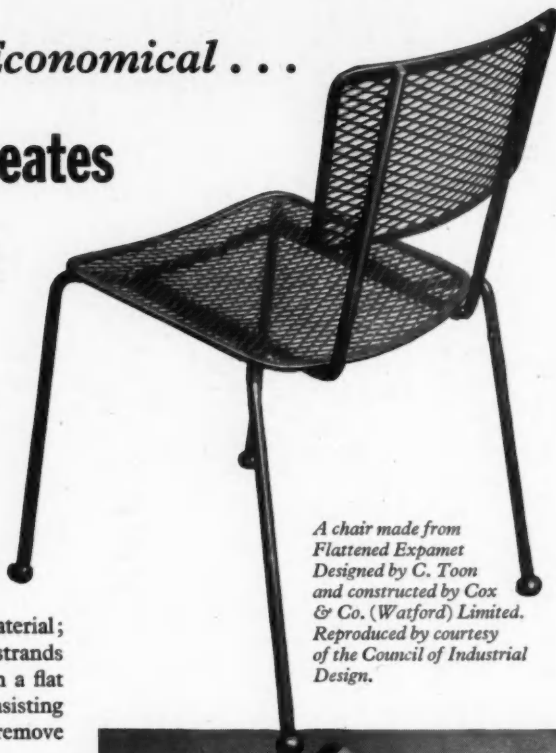 Economical . . .
eates
A chair made from
Flattened Expamet
Designed by C. Toon
and constructed by Cox
& Co. (Watford) Limited.
Reproduced by courtesy
of the Council of Industrial
Design.
aterial;
strands
n a flat
nsisting
remove